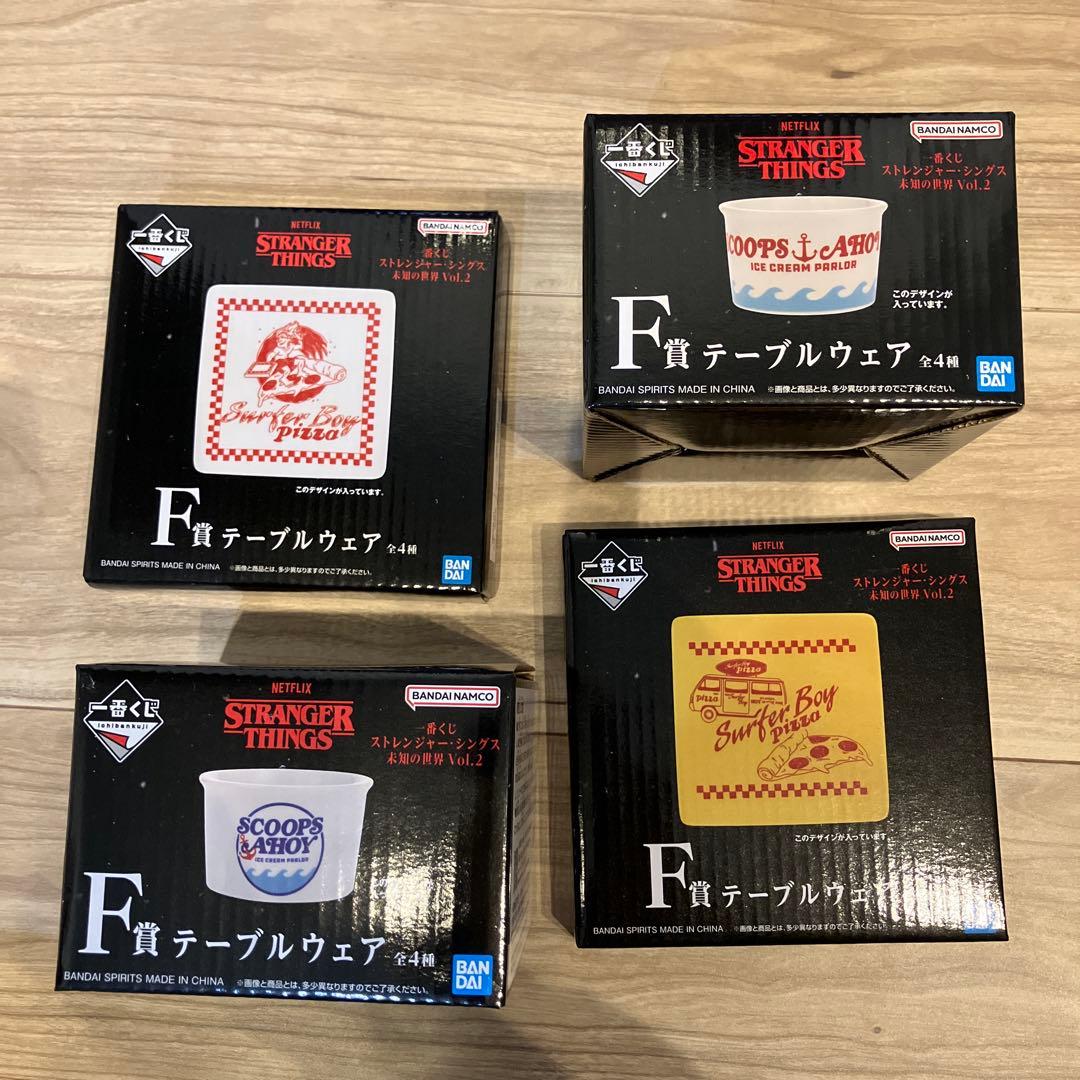 一番くじ
ichibankuji
NETFLIX
STRANGER
THINGS
BANDAI NAMCO
一番くじ
ストレンジャー・シングス
未知の世界 Vol.2
Surfer Boy
Pizza
このデザインが入っています。
F賞 テーブルウェア 全4種
BANDAI SPIRITS MADE IN CHINA ※画像と商品とは、多少異なりますのでご了承ください。
BAN
DAI
一番くじ
ichibankuji
NETFLIX
STRANGER
THINGS
BANDAI NAMCO
一番くじ
ストレンジャー・シングス
未知の世界 Vol.2
SCOOPS AHOY
ICE CREAM PARLOR
このデザインが
入っています。
F賞 テーブルウェア 全4種
BANDAI SPIRITS MADE IN CHINA ※画像と商品とは、多少異なりますのでご了承ください。
BAN
DAI
一番くじ
ichibankuji
NETFLIX
STRANGER
THINGS
BANDAI NAMCO
一番くじ
ストレンジャー・シングス
未知の世界 Vol.2
SCOOPS
AHOY
ICE CREAM PARLOR
F賞 テーブルウェア 全4種
BANDAI SPIRITS MADE IN CHINA ※画像と商品とは、多少異なりますのでご了承ください。
BAN
DAI
一番くじ
ichibankuji
NETFLIX
STRANGER
THINGS
BANDAI NAMCO
一番くじ
ストレンジャー・シングス
未知の世界 Vol.2
Surfer Boy
Pizza
pizza
Surfer Boy
Pizza
このデザインが入っています
F賞 テーブルウェア
BANDAI SPIRITS MADE IN CHINA ※画像と商品とは、多少異なりますのでご了承ください。